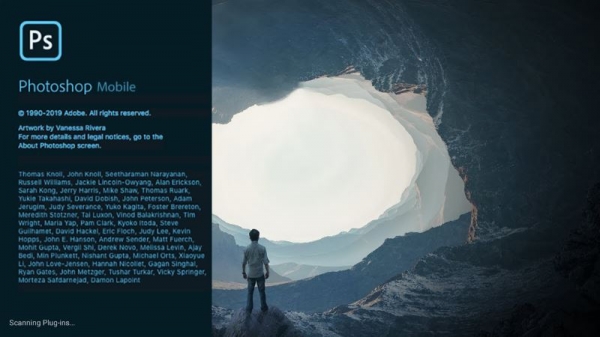 Ps
Photoshop Mobile
© 1990-2019 Adobe. All rights reserved.
Artwork by Vanessa Rivera
For more details and legal notices, go to the
About Photoshop screen.
Thomas Knoll, John Knoll, Seetharaman Narayanan,
Russell Williams, Jackie Lincoln-Owyang, Alan Erickson,
Sarah Kong, Jerry Harris, Mike Shaw, Thomas Ruark,
Yukie Takahashi, David Dobish, John Peterson, Adam
Jerugim, Judy Severance, Yuko Kagita, Foster Brereton,
Meredith Stotzner, Tai Luxon, Vinod Balakrishnan, Tim
Wright, Maria Yap, Pam Clark, Kyoko Itoda, Steve
Guilhamet, David Hackel, Eric Floch, Judy Lee, Kevin
Hopps, John E. Hanson, Andrew Sender, Matt Fuerch,
Mohit Gupta, Vergil Shi, Derek Novo, Melissa Levin, Ajay
Bedi, Min Plunkett, Nishant Gupta, Michael Orts, Xiaoyue
Li, John Love-Jensen, Hannah Nicollet, Gagan Singhal,
Ryan Gates, John Metzger, Tushar Turkar, Vicky Springer,
Morteza Safdarnejad, Damon Lapoint
Scanning Plug-ins...